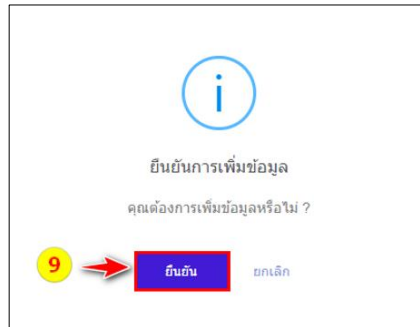 i
ยืนยันการเพิ่มข้อมูล
คุณต้องการเพิ่มข้อมูลหรือไม่ ?
9 ยืนยัน ยกเลิก